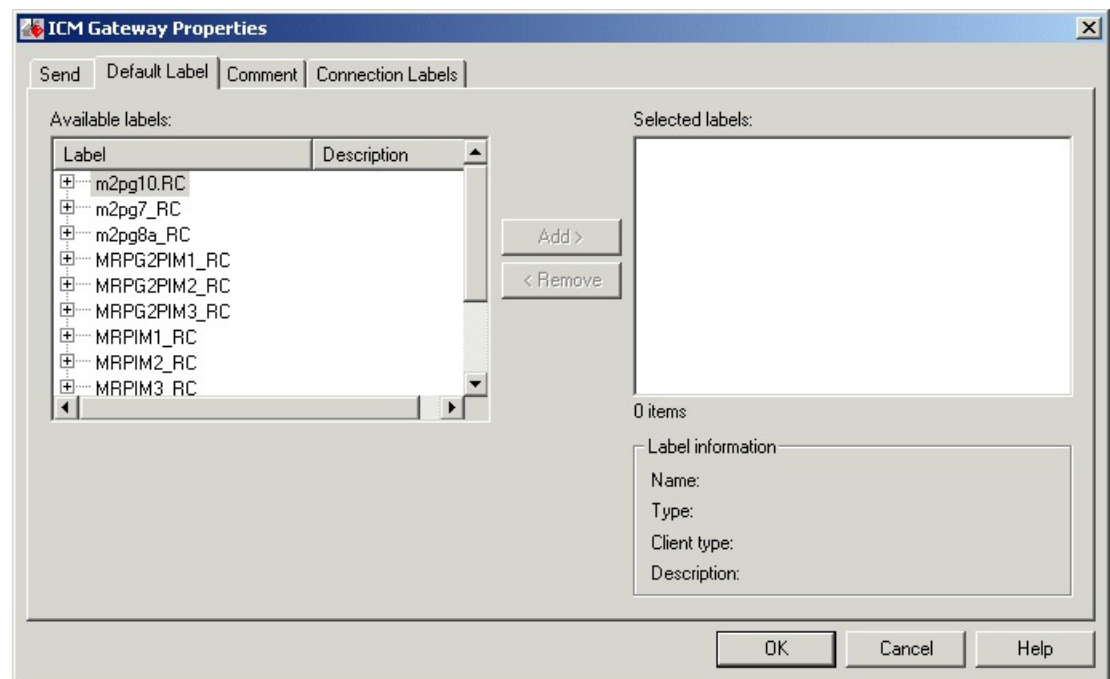 ICM Gateway Properties
Send Default Label Comment Connection Labels
Available labels:
Label Description
m2pg10.RC
m2pg7_RC
m2pg8a_RC
MRPG2PIM1_RC
MRPG2PIM2_RC
MRPG2PIM3_RC
MRPIM1_RC
MRPIM2_RC
MRPIM3_RC
Add >
< Remove
Selected labels:
0 items
Label information
Name:
Type:
Client type:
Description:
OK Cancel Help